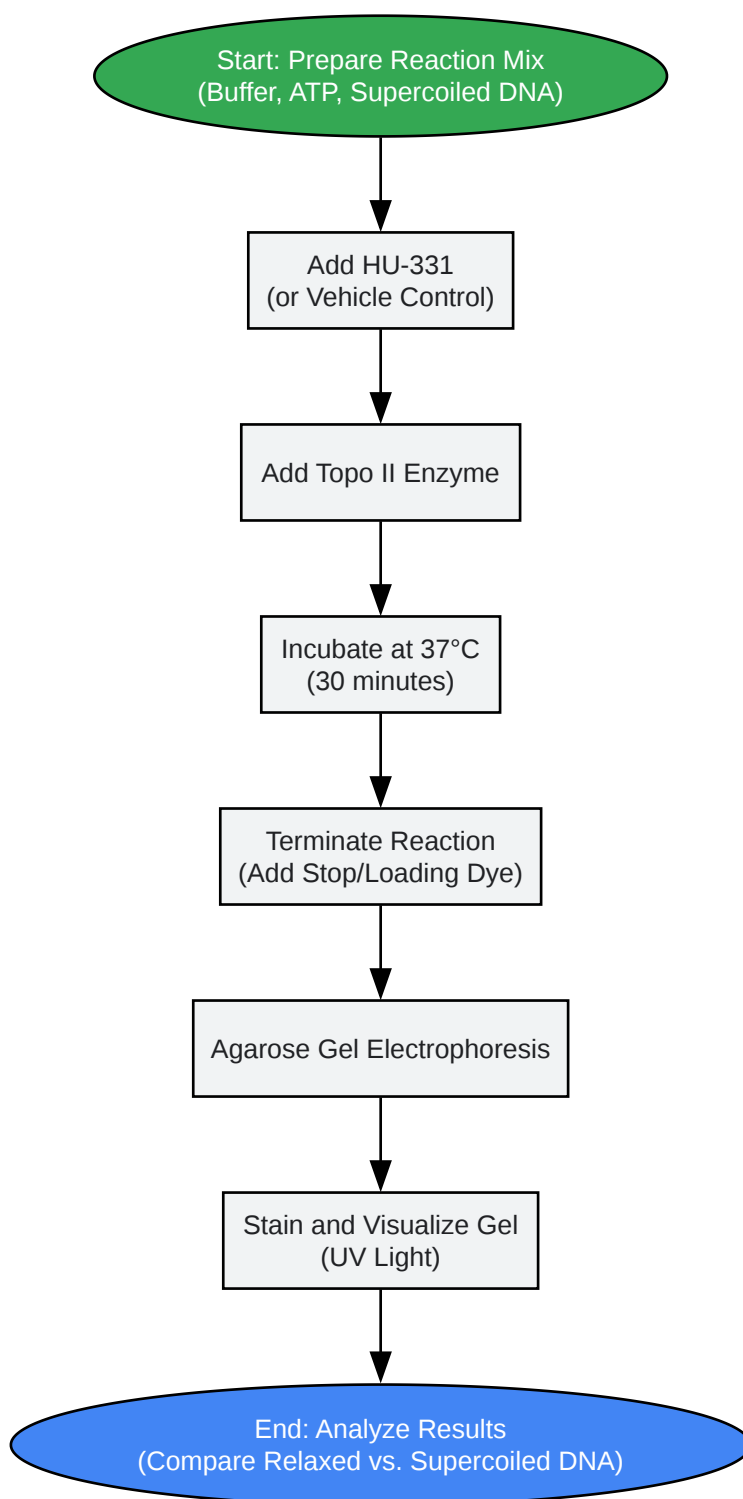 Start: Prepare Reaction Mix
(Buffer, ATP, Supercoiled DNA)
Add HU-331
(or Vehicle Control)
Add Topo II Enzyme
Incubate at 37°C
(30 minutes)
Terminate Reaction
(Add Stop/Loading Dye)
Agarose Gel Electrophoresis
Stain and Visualize Gel
(UV Light)
End: Analyze Results
(Compare Relaxed vs. Supercoiled DNA)